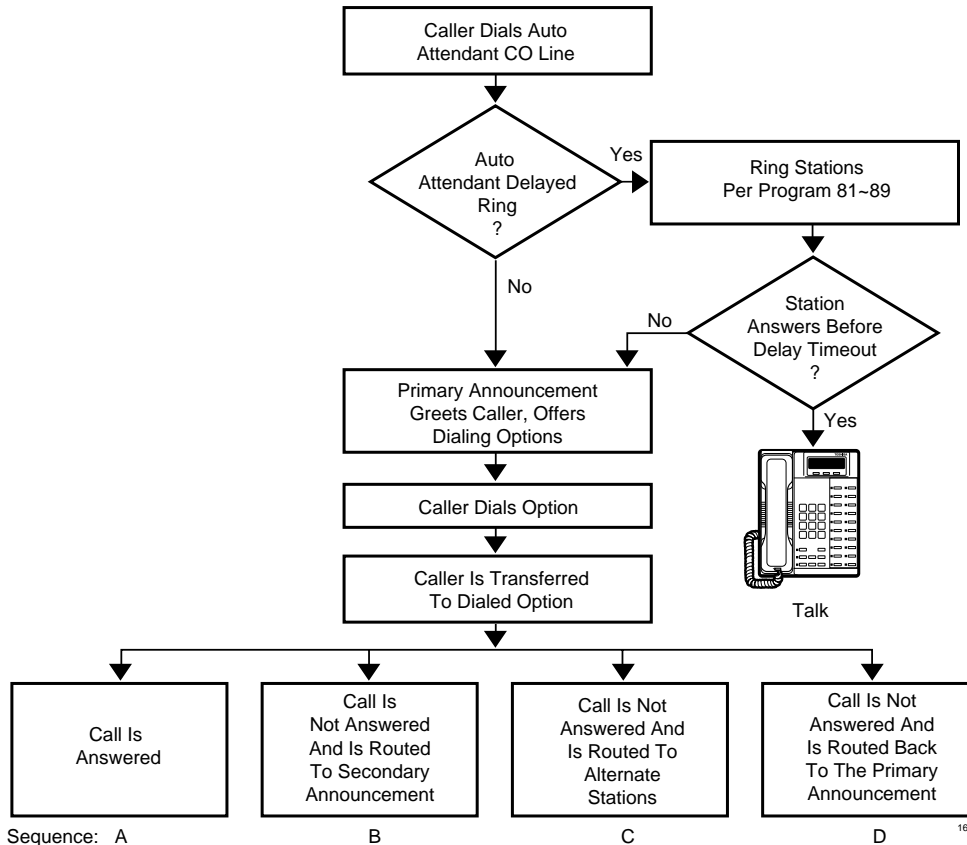 Caller Dials Auto
Attendant CO Line
Auto
Attendant Delayed
Ring
?
Yes
Ring Stations
Per Program 81~89
No
Station
Answers Before
Delay Timeout
?
No
Yes
Primary Announcement
Greets Caller, Offers
Dialing Options
Caller Dials Option
Caller Is Transferred
To Dialed Option
Talk
Call Is
Answered
Call Is
Not Answered
And Is Routed
To Secondary
Announcement
Call Is Not
Answered And
Is Routed To
Alternate
Stations
Call Is Not
Answered And
Is Routed Back
To The Primary
Announcement
Sequence: A
B
C
D
16